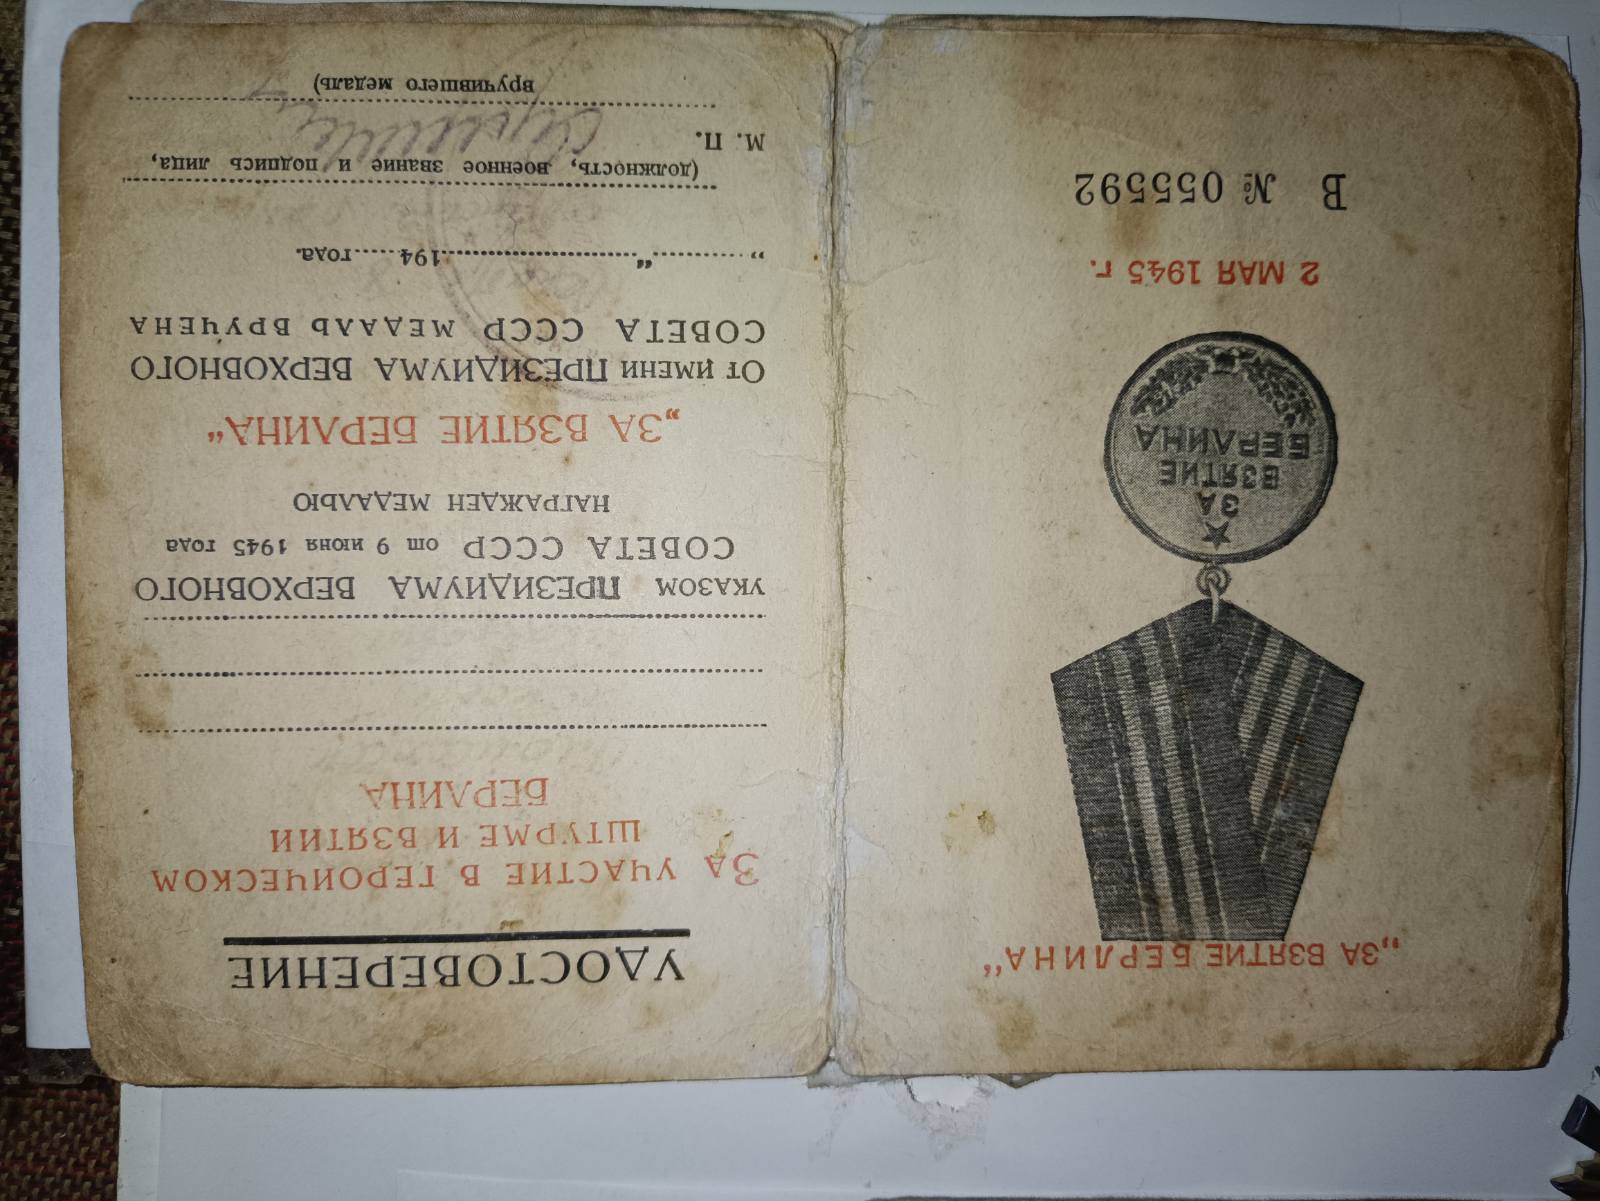 „ЗА ВЗЯТИЕ БЕРЛИНА“
ЗА
ВЗЯТИЕ
БЕРЛИНА
2 МАЯ 1945 г.
В № 055592
УДОСТОВЕРЕНИЕ
За УЧАСТИЕ В ГЕРОИЧЕСКОМ
ШТУРМЕ И ВЗЯТИИ
БЕРЛИНА
УКАЗОМ ПРЕЗИДИУМА ВЕРХОВНОГО
СОВЕТА СССР от 9 июня 1945 года
НАГРАЖДЕН МЕДАЛЬЮ
„ЗА ВЗЯТИЕ БЕРЛИНА“
От ИМЕНИ ПРЕЗИДИУМА ВЕРХОВНОГО
СОВЕТА СССР МЕДАЛЬ ВРУЧЕНА
„..........“..............................194......года.
(должность, военное звание и подпись лица,
М. П.
вручившего медаль)